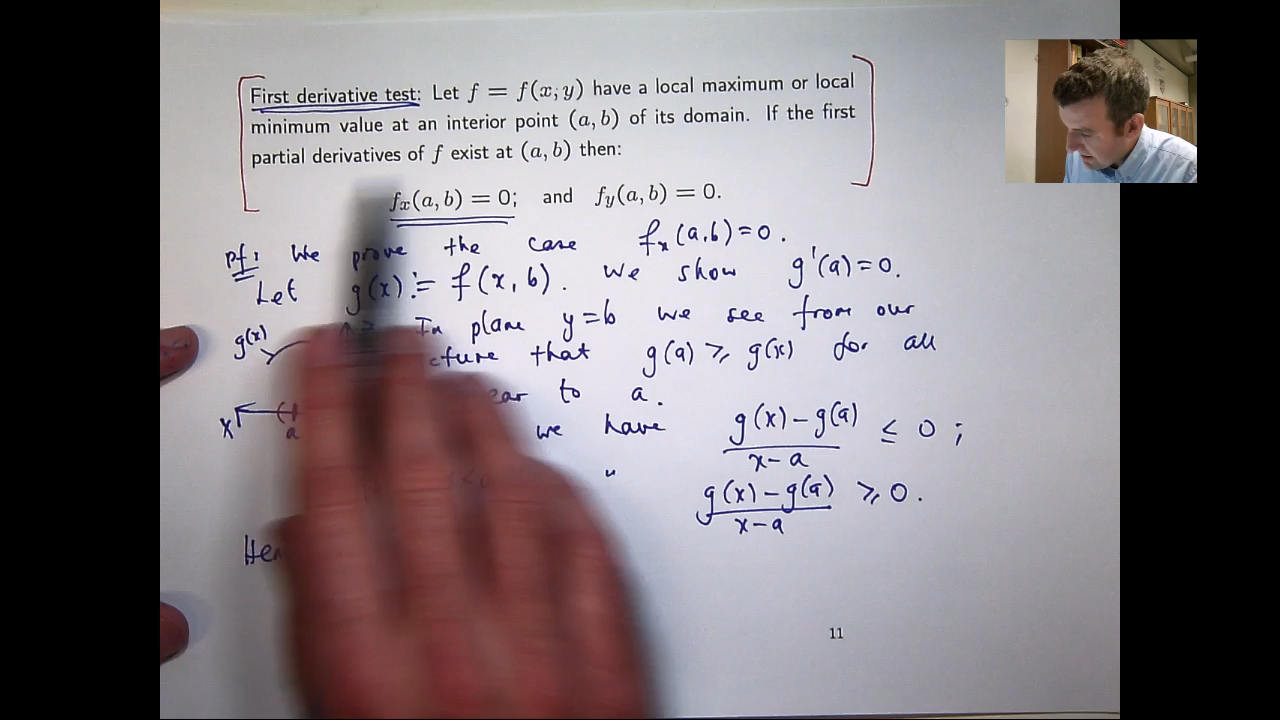 First derivative test: Let f = f(x, y) have a local maximum or local
minimum value at an interior point (a, b) of its domain. If the first
partial derivatives of f exist at (a, b) then:
fx(a, b) = 0; and fy(a, b) = 0.
pf: We prove the case fx(a,b)=0.
Let g(x) := f(x, b). We show g'(a)=0.
g(x) In plane y=b we see from our
that g(a) ≥ g(x) for all
to a.
x a we have g(x)-g(a) / x-a ≤ 0;
" g(x)-g(a) / x-a ≥ 0.
11